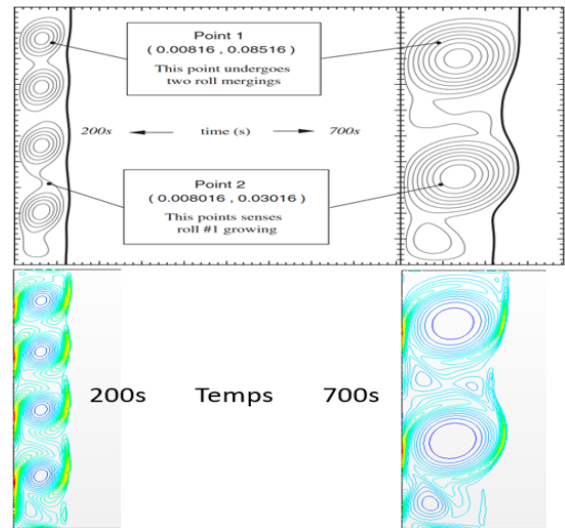 Point 1
( 0.00816 , 0.08516 )
This point undergoes
two roll mergings
200s time (s) 700s
Point 2
( 0.008016 , 0.03016 )
This points senses
roll #1 growing
200s Temps 700s